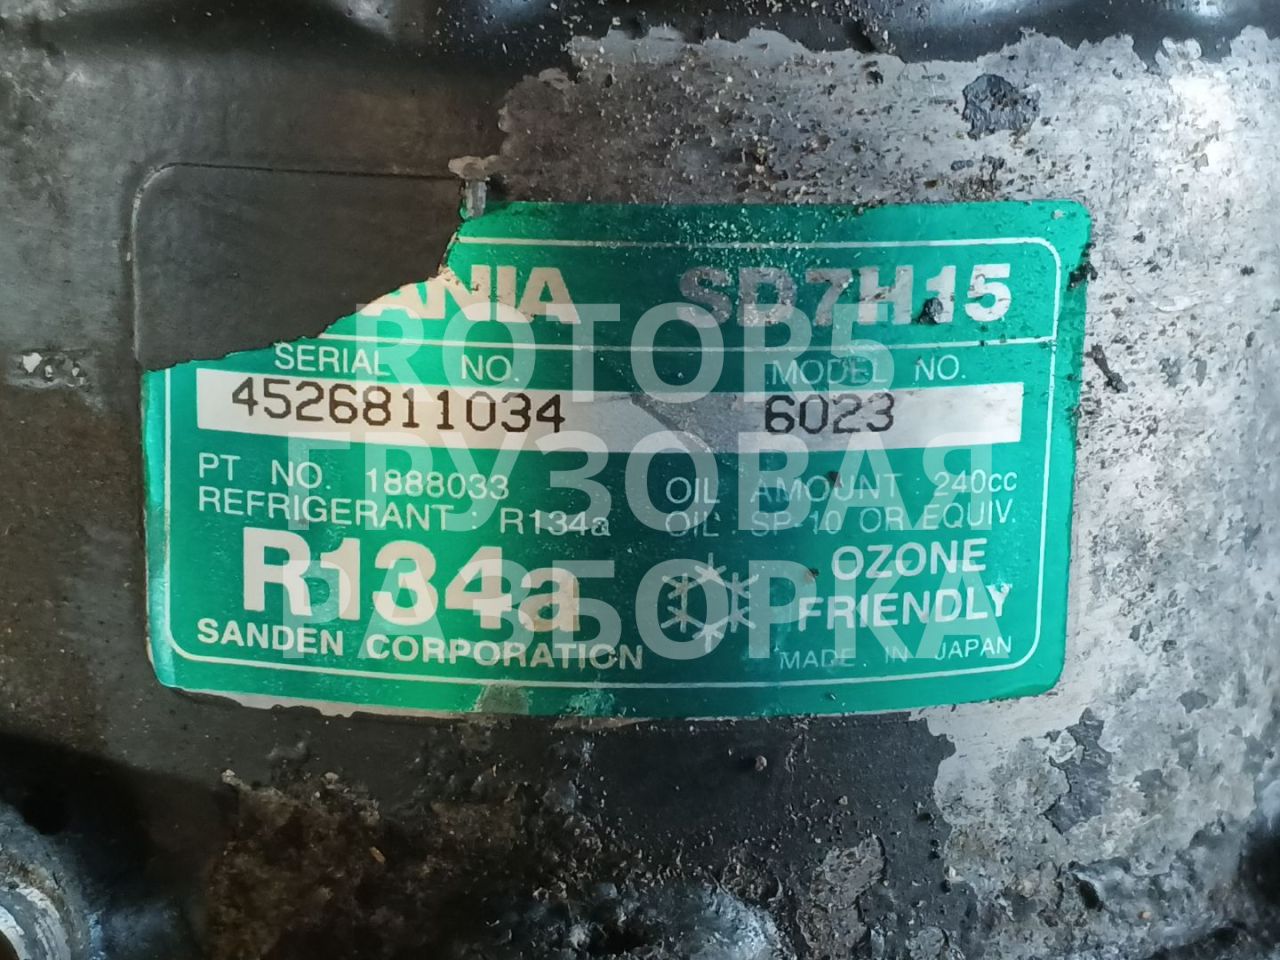 ANIA SD7H15
SERIAL NO. MODEL NO.
4526811034 6023
PT NO. 1888033 OIL AMOUNT 240cc
REFRIGERANT : R134a OIL: SP-10 OR EQUIV.
R134a OZONE
FRIENDLY
SANDEN CORPORATION MADE IN JAPAN
ROTOR5
ГРУЗОВАЯ
РАЗБОРКА